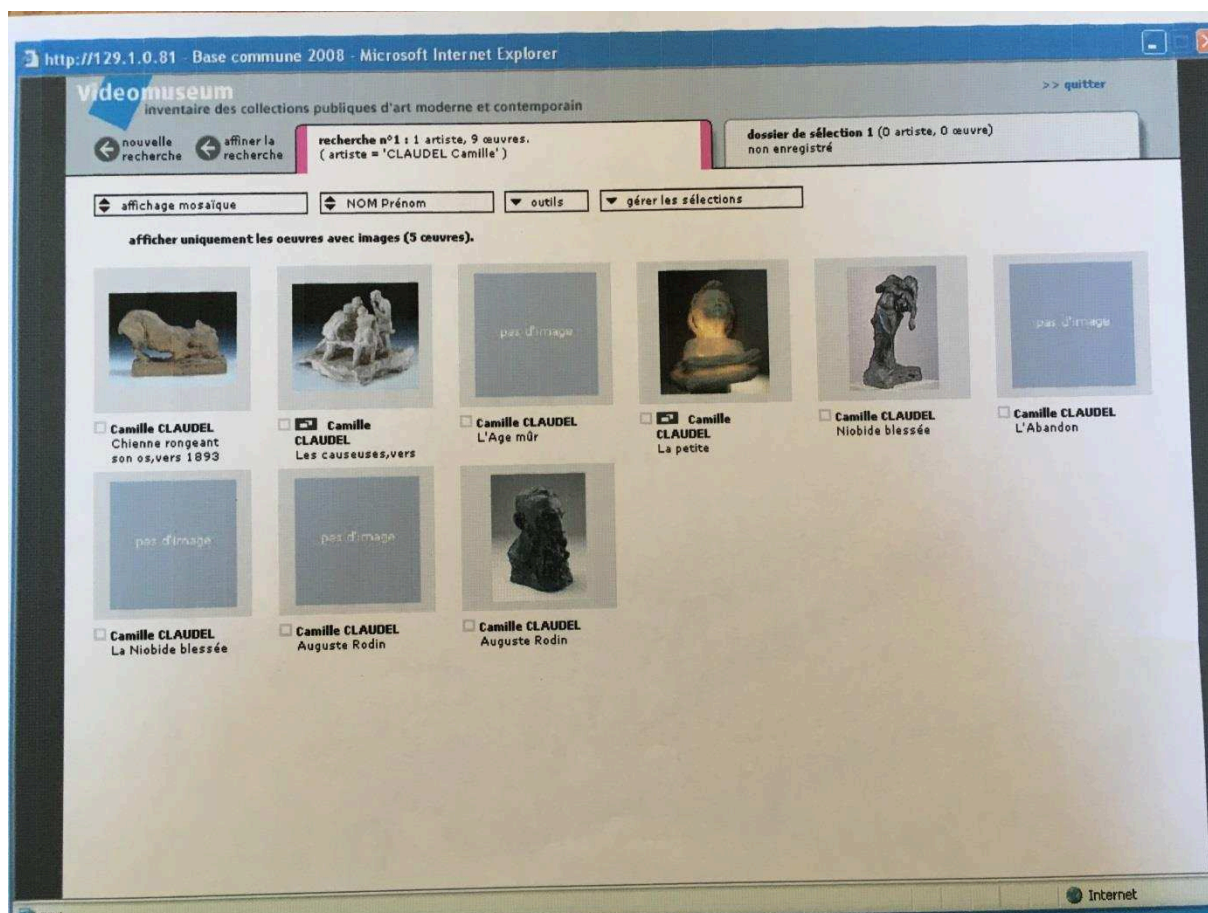 http://129.1.0.81 - Base commune 2008 - Microsoft Internet Explorer
Videomuseum
inventaire des collections publiques d'art moderne et contemporain
>> quitter
nouvelle
recherche
affiner la
recherche
recherche n°1 : 1 artiste, 9 œuvres.
( artiste = 'CLAUDEL Camille' )
dossier de sélection 1 (0 artiste, 0 œuvre)
non enregistré
affichage mosaïque
NOM Prénom
outils
gérer les sélections
afficher uniquement les oeuvres avec images (5 œuvres).
pas d'image
pas d'image
Camille CLAUDEL
Chienne rongeant
son os,vers 1893
Camille
CLAUDEL
Les causeuses,vers
Camille CLAUDEL
L'Age mûr
Camille
CLAUDEL
La petite
Camille CLAUDEL
Niobide blessée
Camille CLAUDEL
L'Abandon
pas d'image
pas d'image
Camille CLAUDEL
La Niobide blessée
Camille CLAUDEL
Auguste Rodin
Camille CLAUDEL
Auguste Rodin
Internet